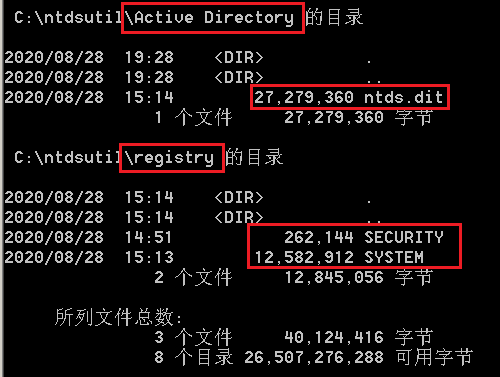 C:\ntdsutil\Active Directory 的目录
2020/08/28 19:28 <DIR> .
2020/08/28 19:28 <DIR> ..
2020/08/28 15:14 27,279,360 ntds.dit
1 个文件 27,279,360 字节
C:\ntdsutil\registry 的目录
2020/08/28 15:14 <DIR> .
2020/08/28 15:14 <DIR> ..
2020/08/28 14:51 262,144 SECURITY
2020/08/28 15:13 12,582,912 SYSTEM
2 个文件 12,845,056 字节
所列文件总数:
3 个文件 40,124,416 字节
8 个目录 26,507,276,288 可用字节